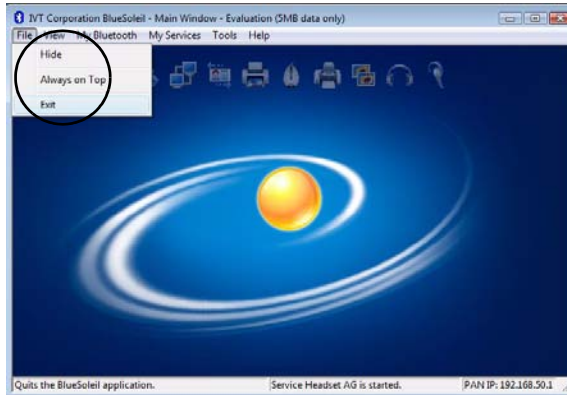 IVT Corporation BlueSoleil - Main Window - Evaluation (5MB data only)
File View My Bluetooth My Services Tools Help
Hide
Always on Top
Exit
Quits the BlueSoleil application. Service Headset AG is started. PAN IP: 192.168.50.1